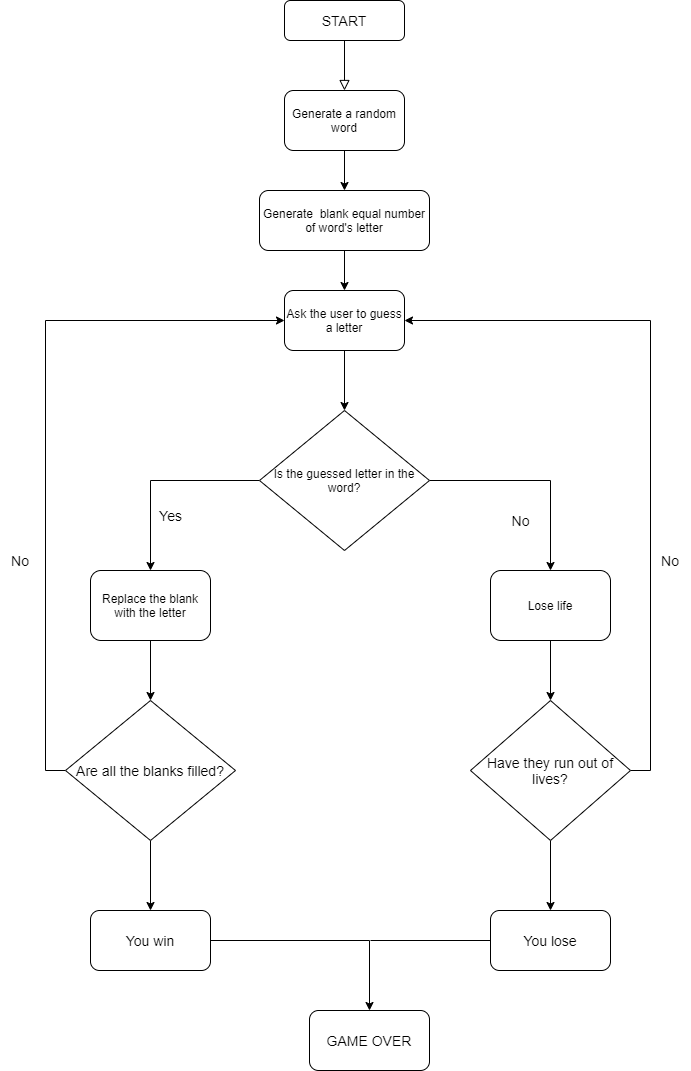 START
Generate a random
word
Generate  blank equal number
of word's letter
Ask the user to guess
a letter
Is the guessed letter in the
word?
Yes
No
No
No
Replace the blank
with the letter
Lose life
Are all the blanks filled?
Have they run out of
lives?
You win
You lose
GAME OVER